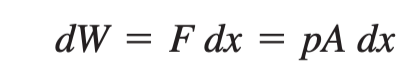 dW = F dx = pA dx